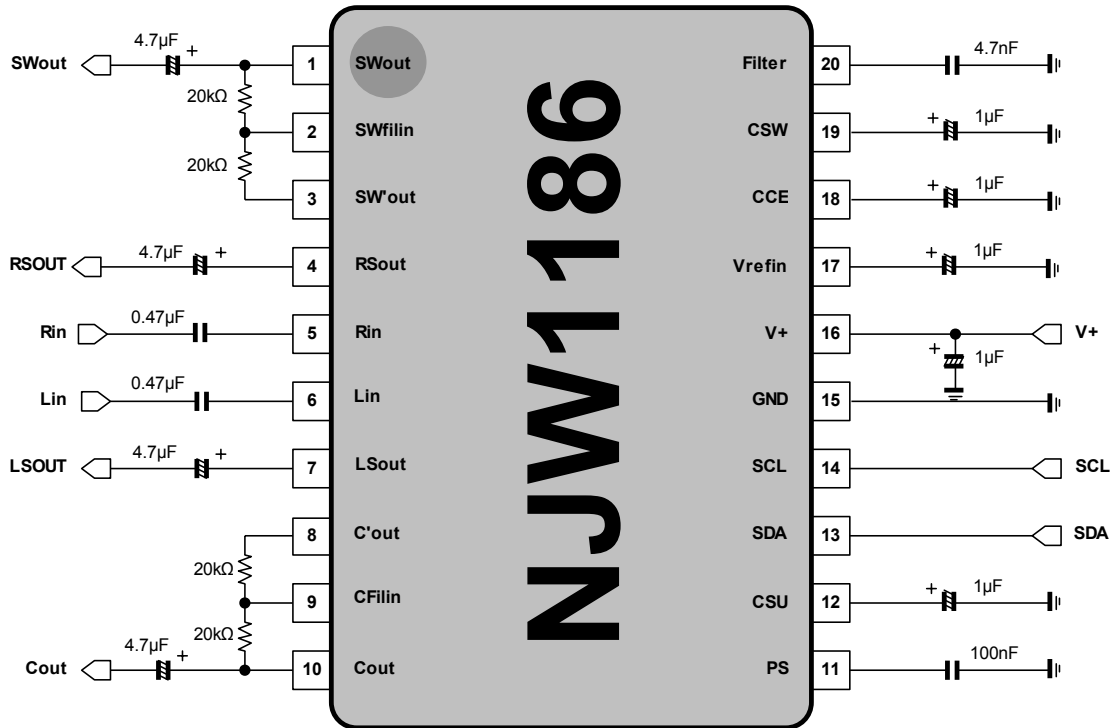 4.7µF
+
SWout
1
SWout
Filter
20
4.7nF
20kΩ
2
SWfilin
CSW
19
+
1µF
20kΩ
3
SW'out
CCE
18
+
1µF
RSOUT
4.7µF
+
4
RSout
Vrefin
17
+
1µF
Rin
0.47µF
5
Rin
V+
16
V+
+
1µF
Lin
0.47µF
6
Lin
GND
15
LSOUT
4.7µF
+
7
LSout
SCL
14
SCL
8
C'out
SDA
13
SDA
20kΩ
9
CFilin
CSU
12
+
1µF
20kΩ
Cout
4.7µF
+
10
Cout
PS
11
100nF
NJW1186